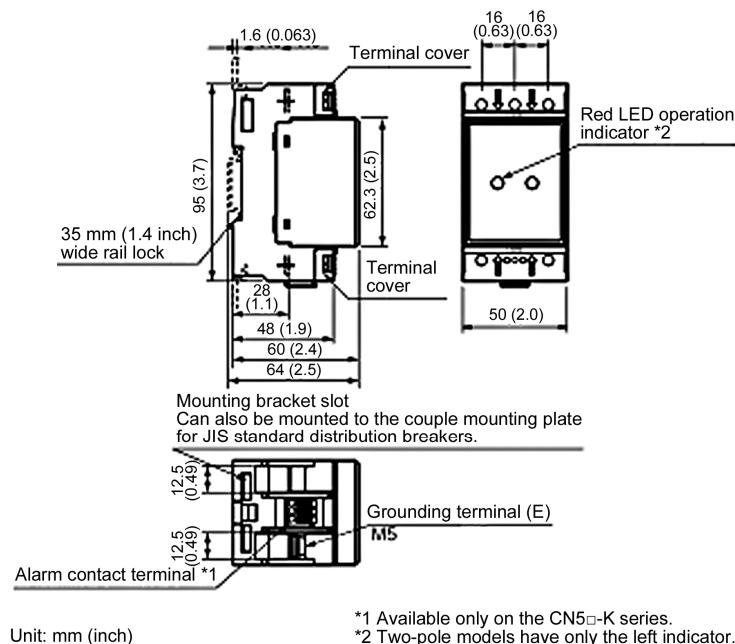 1.6 (0.063)
Terminal cover
16
(0.63)
16
(0.63)
Red LED operation
indicator *2
95 (3.7)
62.3 (2.5)
35 mm (1.4 inch)
wide rail lock
Terminal
cover
28
(1.1)
48 (1.9)
60 (2.4)
64 (2.5)
50 (2.0)
Mounting bracket slot
Can also be mounted to the couple mounting plate
for JIS standard distribution breakers.
12.5
(0.49)
12.5
(0.49)
Grounding terminal (E)
M5
Alarm contact terminal *1
Unit: mm (inch)
*1 Available only on the CN5□-K series.
*2 Two-pole models have only the left indicator.